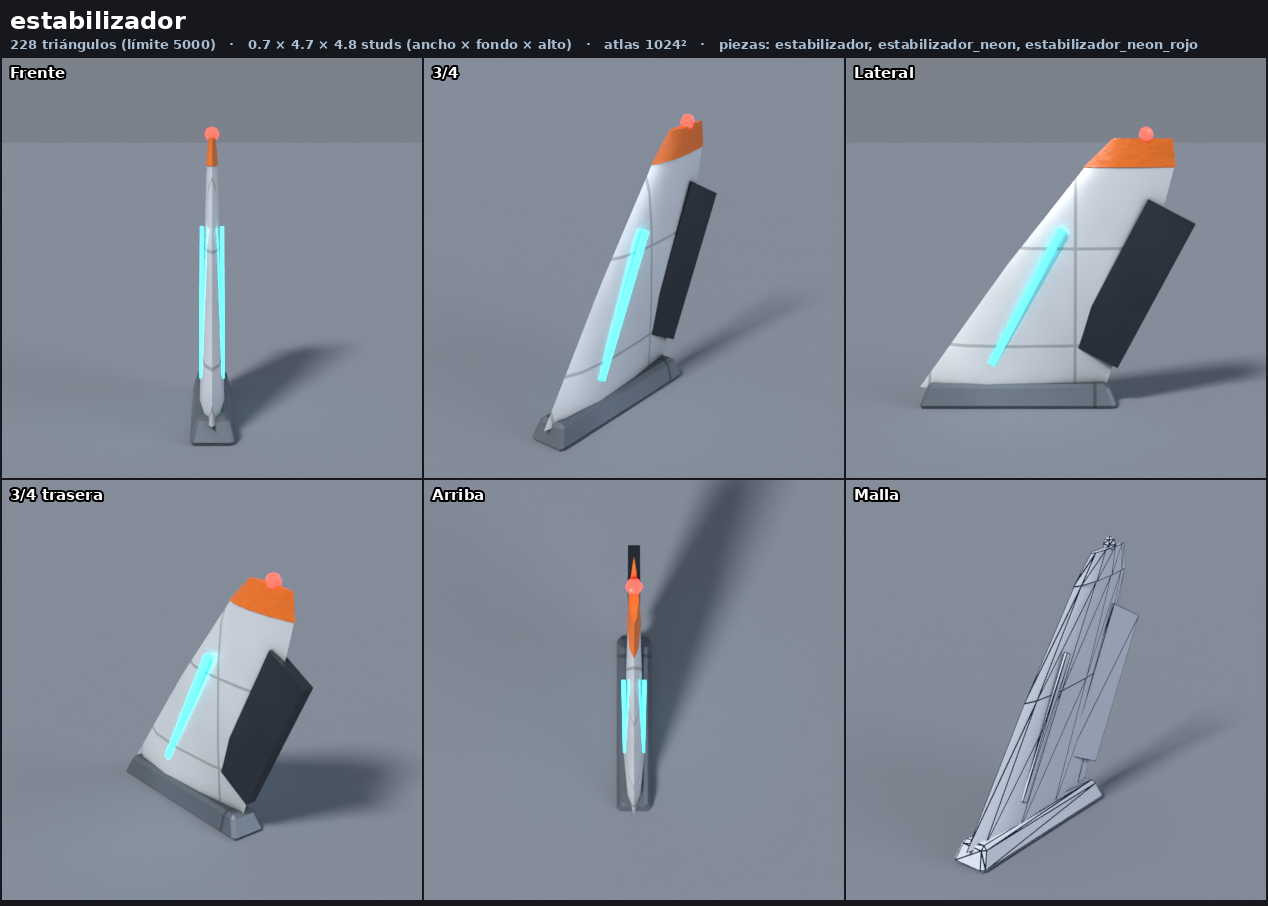 estabilizador
228 triángulos (límite 5000) · 0.7 × 4.7 × 4.8 studs (ancho × fondo × alto) · atlas 1024² · piezas: estabilizador, estabilizador_neon, estabilizador_neon_rojo
Frente
3/4
Lateral
3/4 trasera
Arriba
Malla